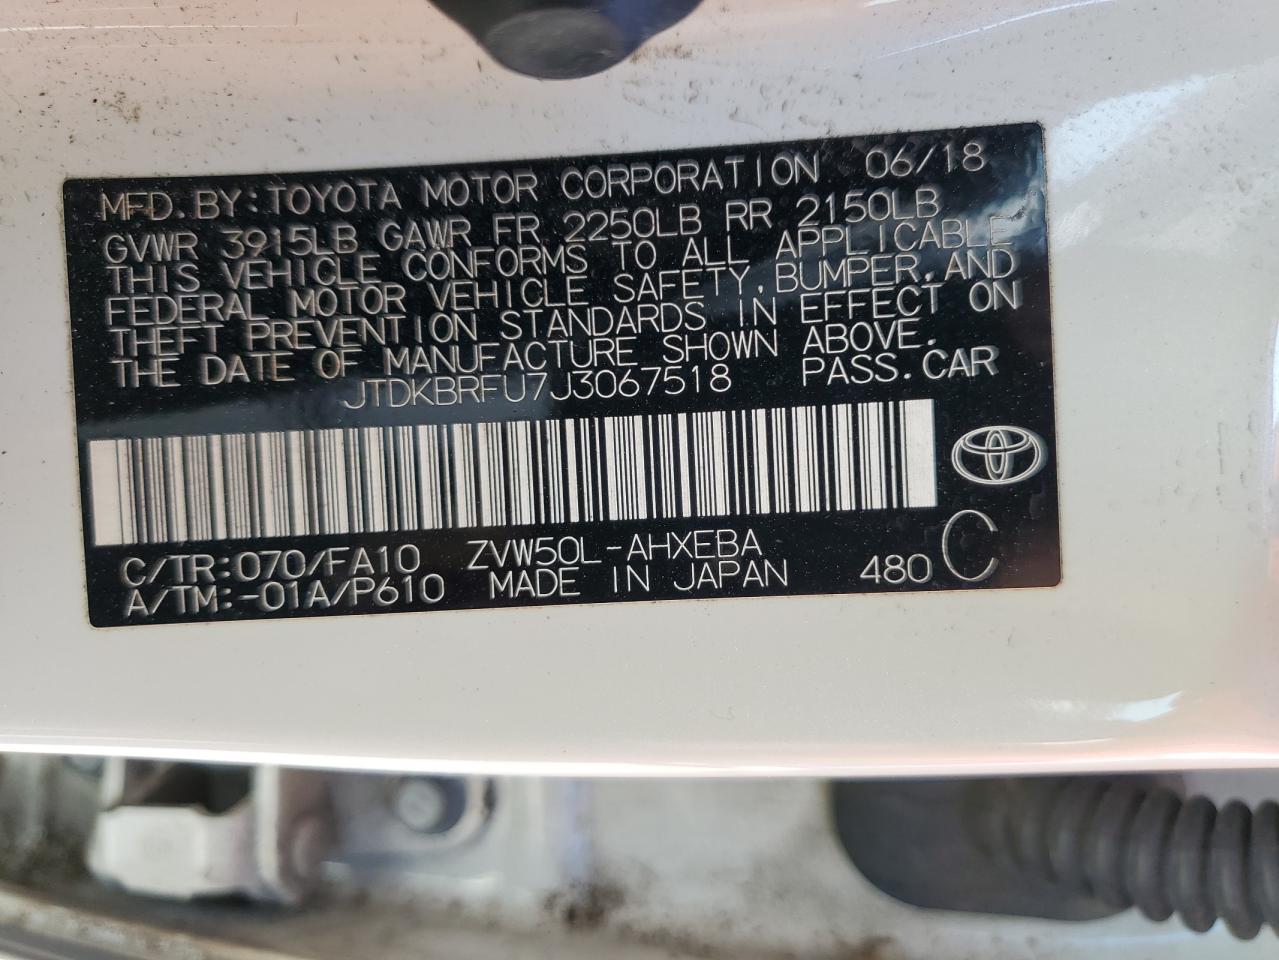 MFD.BY:TOYOTA MOTOR CORPORATION 06/18
GVWR 3915LB GAWR FR 2250LB RR 2150LB
THIS VEHICLE CONFORMS TO ALL APPLICABLE
FEDERAL MOTOR VEHICLE SAFETY,BUMPER,AND
THEFT PREVENTION STANDARDS IN EFFECT ON
THE DATE OF MANUFACTURE SHOWN ABOVE.
JTDKBRFU7J3067518 PASS.CAR
C/TR:070/FA10 ZVW50L-AHXEBA
A/TM:-01A/P610 MADE IN JAPAN 480 C